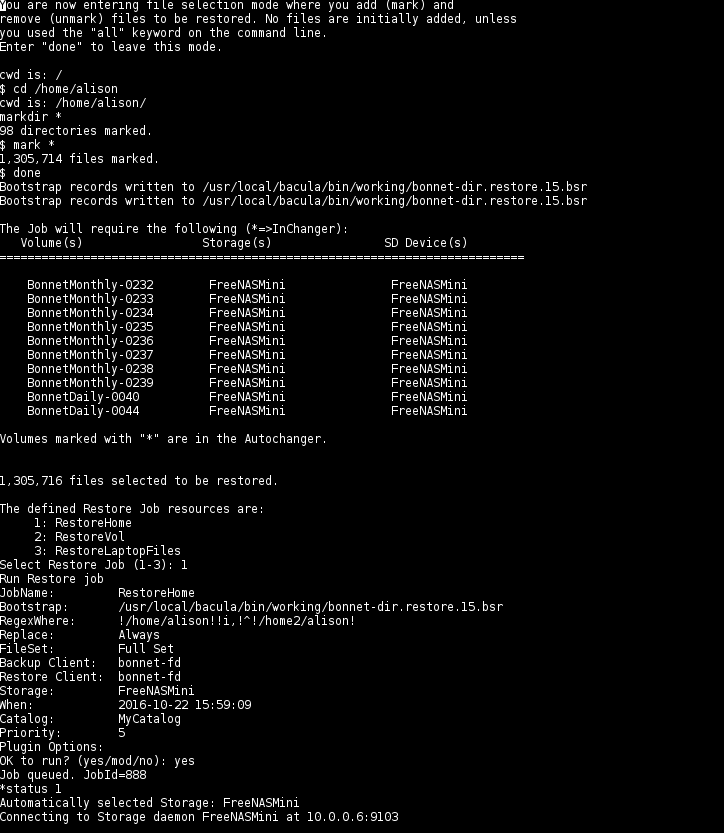 You are now entering file selection mode where you add (mark) and
remove (unmark) files to be restored. No files are initially added, unless
you used the "all" keyword on the command line.
Enter "done" to leave this mode.
cwd is: /
$ cd /home/alison
cwd is: /home/alison/
markdir *
98 directories marked.
$ mark *
1,305,714 files marked.
$ done
Bootstrap records written to /usr/local/bacula/bin/working/bonnet-dir.restore.15.bsr
Bootstrap records written to /usr/local/bacula/bin/working/bonnet-dir.restore.15.bsr
The Job will require the following (*=>InChanger):
Volume(s) Storage(s) SD Device(s)
===========================================================================
BonnetMonthly-0232 FreeNASMini FreeNASMini
BonnetMonthly-0233 FreeNASMini FreeNASMini
BonnetMonthly-0234 FreeNASMini FreeNASMini
BonnetMonthly-0235 FreeNASMini FreeNASMini
BonnetMonthly-0236 FreeNASMini FreeNASMini
BonnetMonthly-0237 FreeNASMini FreeNASMini
BonnetMonthly-0238 FreeNASMini FreeNASMini
BonnetMonthly-0239 FreeNASMini FreeNASMini
BonnetDaily-0040 FreeNASMini FreeNASMini
BonnetDaily-0044 FreeNASMini FreeNASMini
Volumes marked with "*" are in the Autochanger.
1,305,716 files selected to be restored.
The defined Restore Job resources are:
1: RestoreHome
2: RestoreVol
3: RestoreLaptopFiles
Select Restore Job (1-3): 1
Run Restore job
JobName: RestoreHome
Bootstrap: /usr/local/bacula/bin/working/bonnet-dir.restore.15.bsr
RegexWhere: !/home/alison!!i,!^!/home2/alison!
Replace: Always
FileSet: Full Set
Backup Client: bonnet-fd
Restore Client: bonnet-fd
Storage: FreeNASMini
When: 2016-10-22 15:59:09
Catalog: MyCatalog
Priority: 5
Plugin Options:
OK to run? (yes/mod/no): yes
Job queued. JobId=888
*status 1
Automatically selected Storage: FreeNASMini
Connecting to Storage daemon FreeNASMini at 10.0.0.6:9103